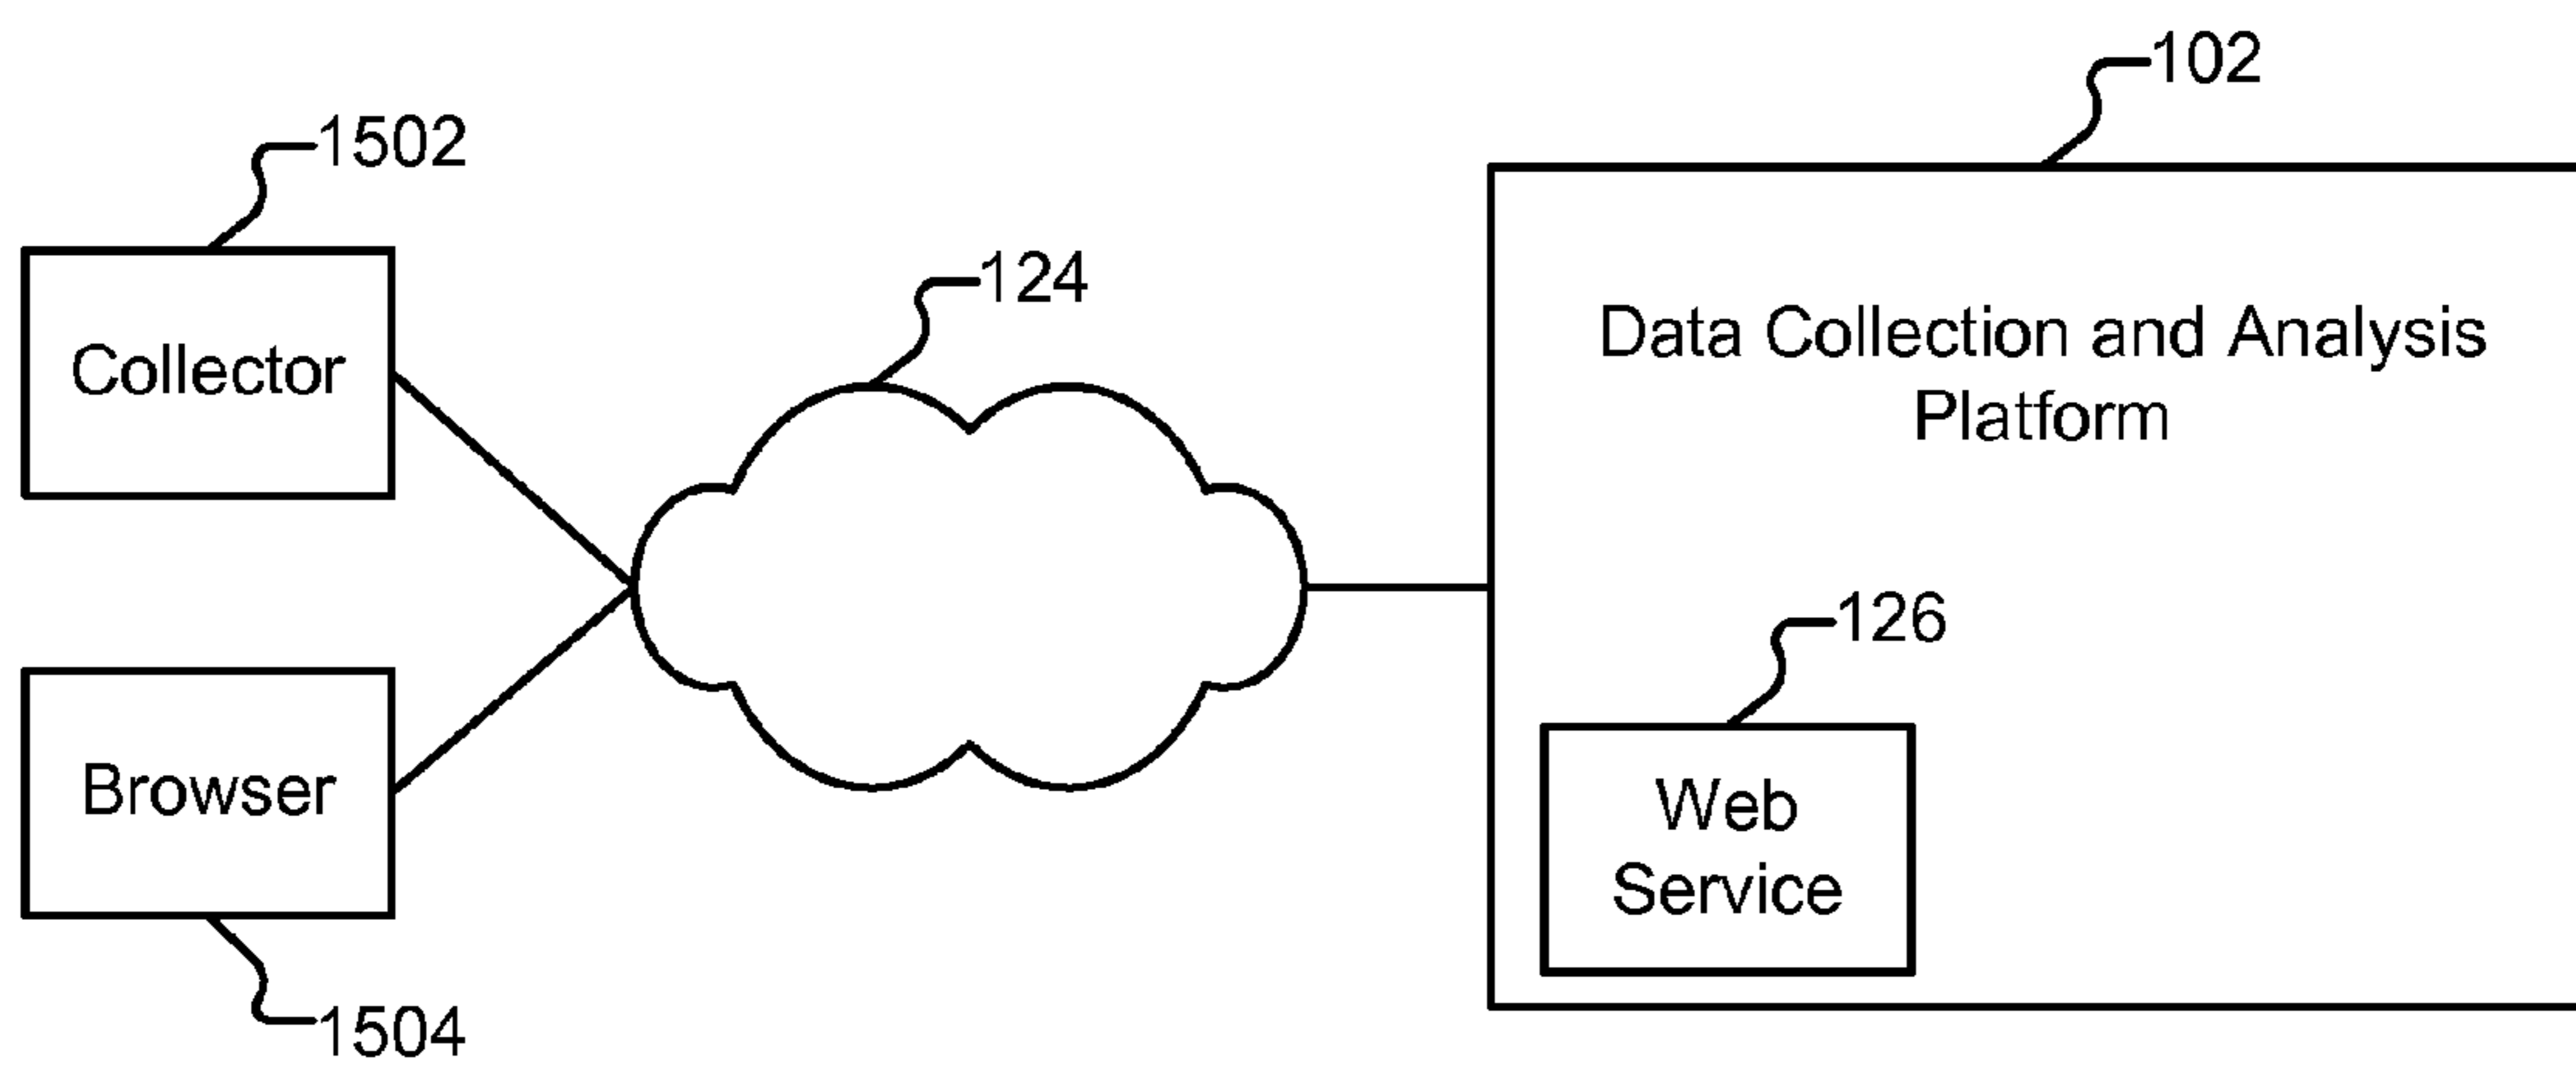 102
1502
124
Collector
Data Collection and Analysis
Platform
126
Browser
Web
Service
1504